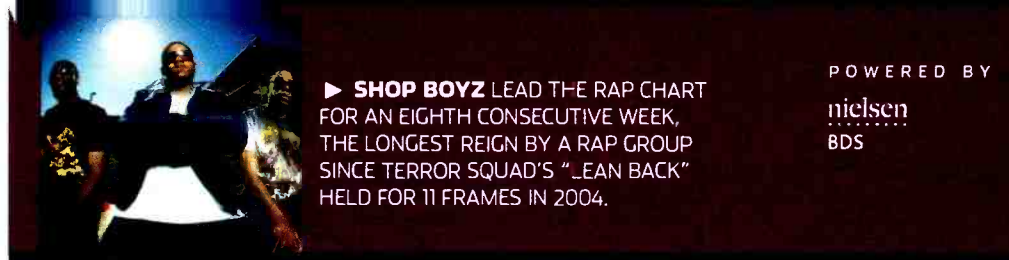 ▶ SHOP BOYZ LEAD THE RAP CHART
FOR AN EIGHTH CONSECUTIVE WEEK,
THE LONGEST REIGN BY A RAP GROUP
SINCE TERROR SQUAD'S "_EAN BACK"
HELD FOR 11 FRAMES IN 2004.
POWERED BY
nielsen
BDS